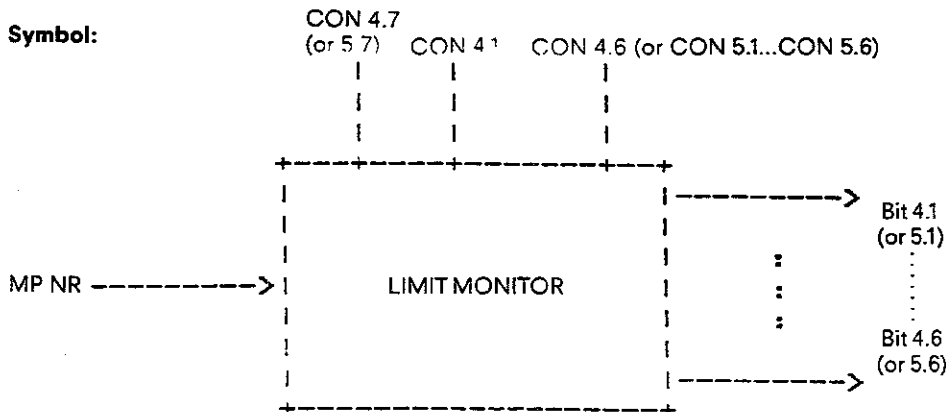 Symbol:
CON 4.7
(or 5.7)
CON 4.1
CON 4.6 (or CON 5.1...CON 5.6)
MP NR
LIMIT MONITOR
Bit 4.1
(or 5.1)
Bit 4.6
(or 5.6)